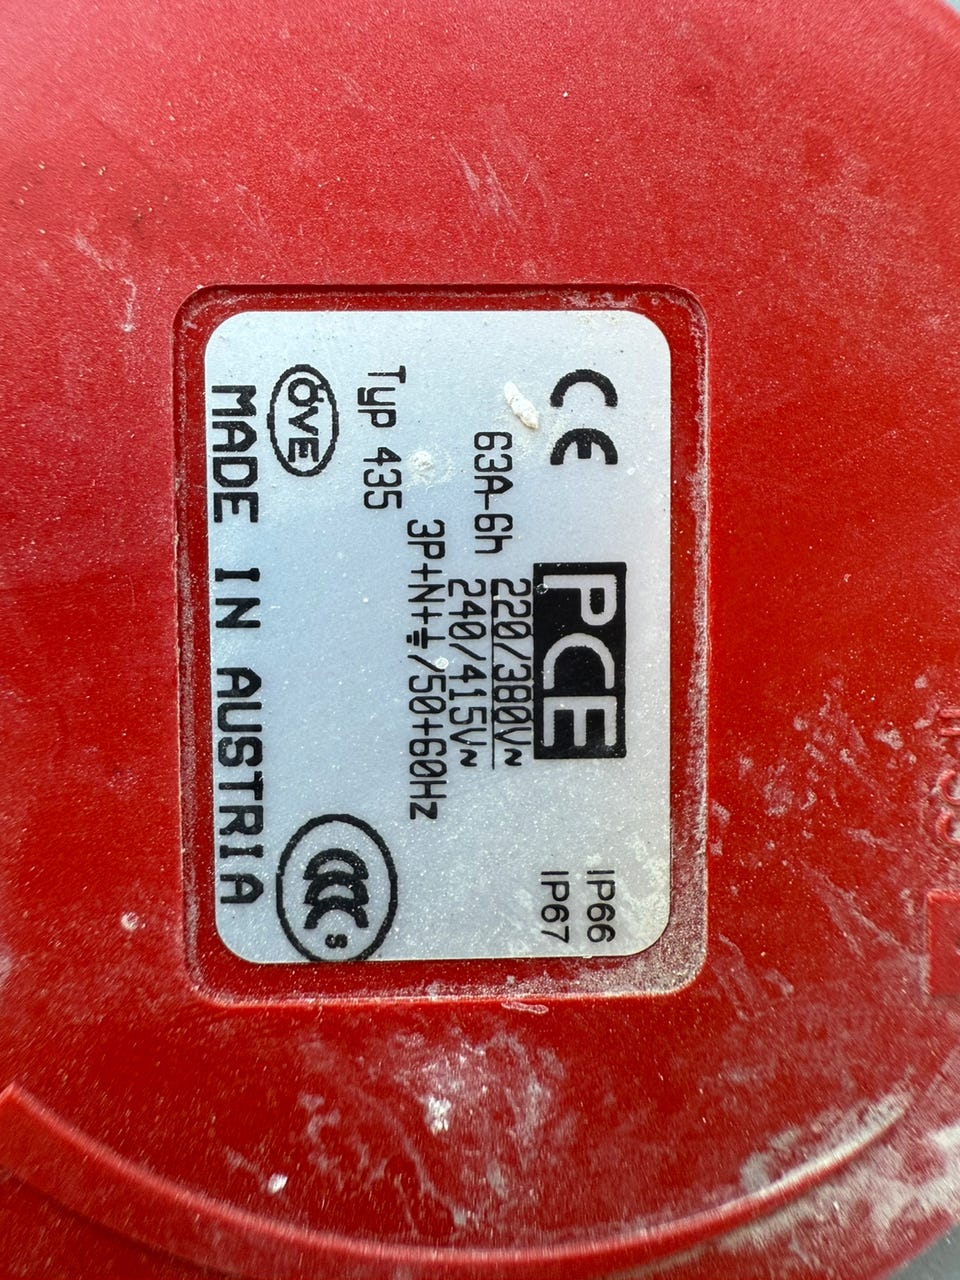 CE
PCE
IP66
IP67
63A-6h
220/380V~
240/415V~
3P+N+⏚/50+60Hz
Typ 435
ÖVE
CCC
S
MADE IN AUSTRIA